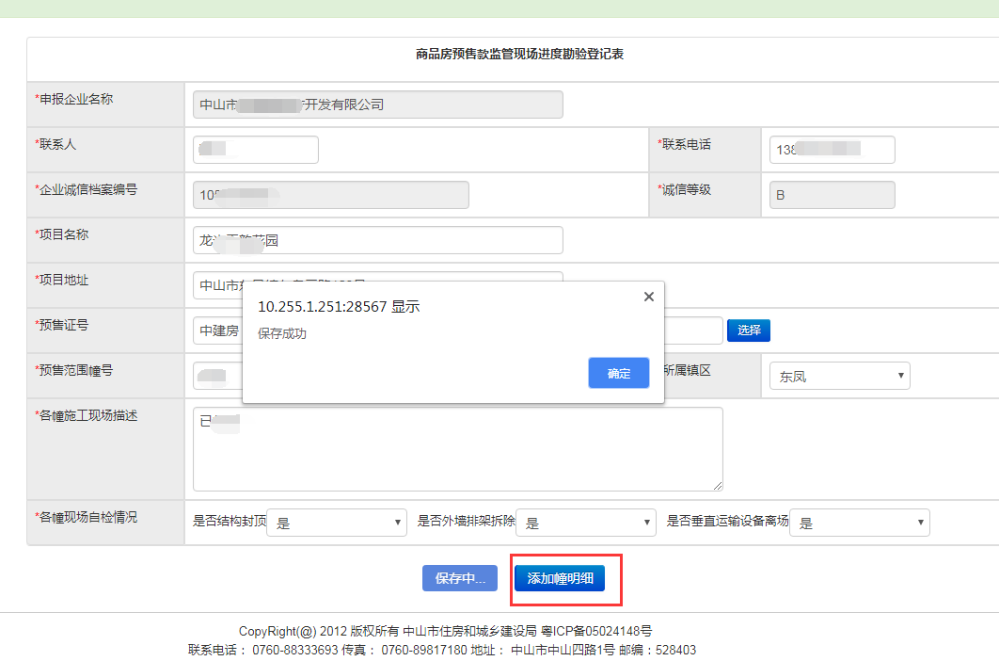 商品房预售款监管现场进度勘验登记表
*申报企业名称 中山市 开发有限公司
*联系人 *联系电话 138
*企业诚信档案编号 10 *诚信等级 B
*项目名称 龙 花园
*项目地址 中山市
10.255.1.251:28567 显示
保存成功
确定
*预售证号 中建房 选择
*预售范围幢号 所属镇区 东凤
*各幢施工现场描述 已
*各幢现场自检情况 是否结构封顶 是 是否外墙排架拆除 是 是否垂直运输设备离场 是
保存中... 添加幢明细
CopyRight(@) 2012 版权所有 中山市住房和城乡建设局 粤ICP备05024148号
联系电话： 0760-88333693 传真： 0760-89817180 地址： 中山市中山四路1号 邮编：528403